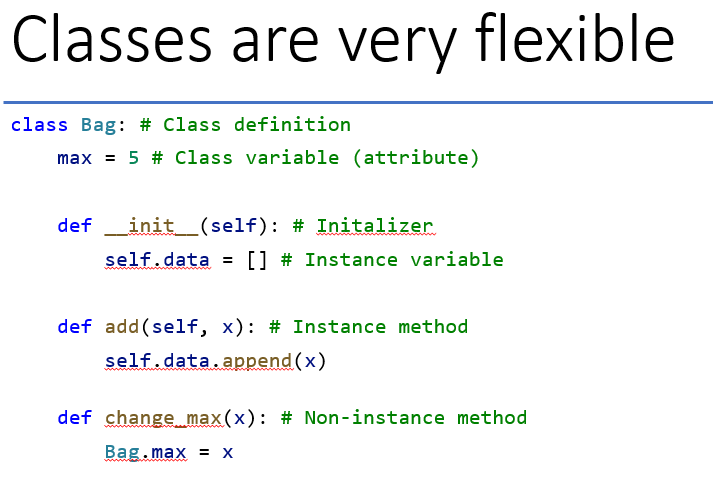 Classes are very flexible
class Bag: # Class definition
    max = 5 # Class variable (attribute)
    def __init__(self): # Initalizer
        self.data = [] # Instance variable
    def add(self, x): # Instance method
        self.data.append(x)
    def change_max(x): # Non-instance method
        Bag.max = x